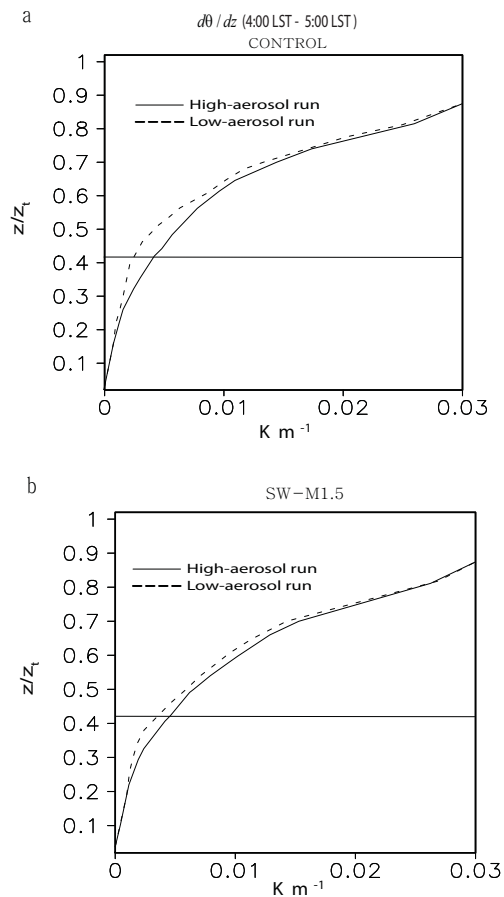 a
dθ / dz (4:00 LST - 5:00 LST)
CONTROL
1
0.9
0.8
0.7
0.6
0.5
0.4
0.3
0.2
0.1
z/zt
High-aerosol run
Low-aerosol run
0 0.01 0.02 0.03
K m -1
b
SW-M1.5
1
0.9
0.8
0.7
0.6
0.5
0.4
0.3
0.2
0.1
z/zt
High-aerosol run
Low-aerosol run
0 0.01 0.02 0.03
K m -1